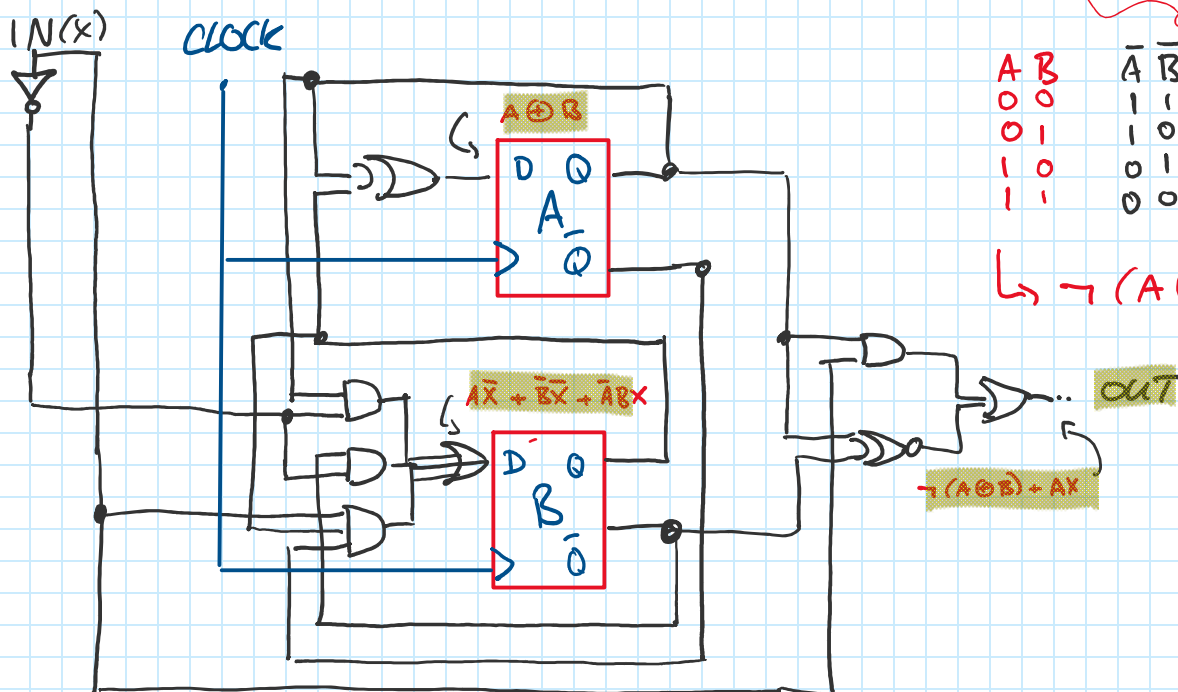 IN(X)
CLOCK
A ⊕ B
D Q
A
Q̅
AX̅ + B̅X̅ + A̅BX
D Q
B
Q̅
OUT
¬(A⊕B) + AX
A B
0 0
0 1
1 0
1 1
A̅ B̅
1 1
1 0
0 1
0 0
↳ ¬ (A